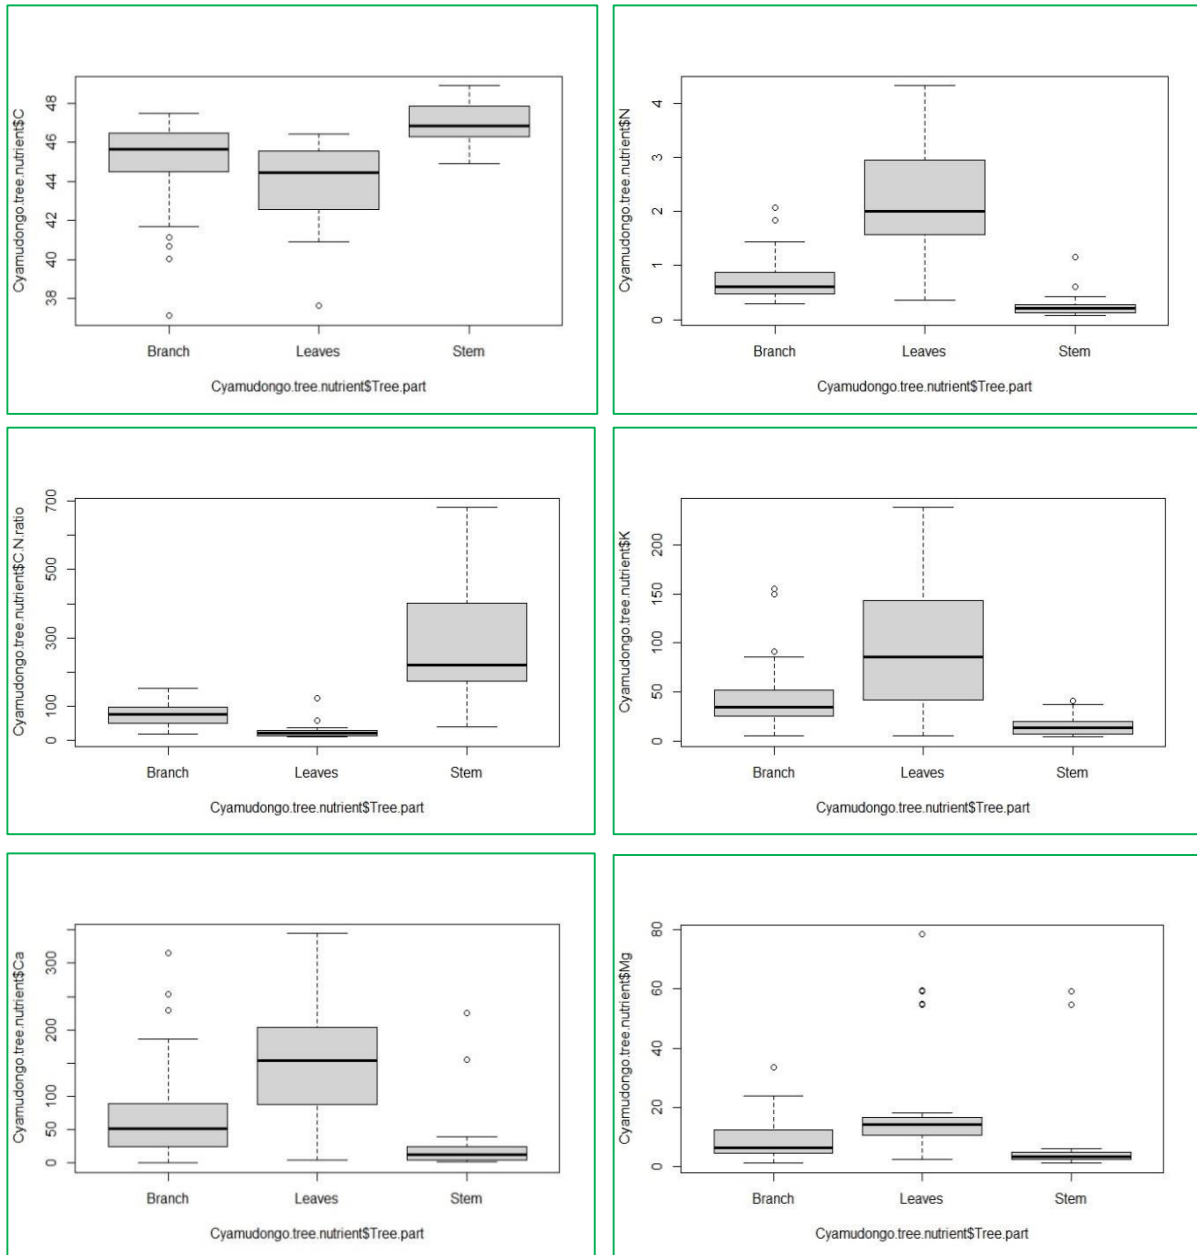 Cyamudongo.tree.nutrient$C
48
46
44
42
40
38
Branch Leaves Stem
Cyamudongo.tree.nutrient$Tree.part
Cyamudongo.tree.nutrient$N
4
3
2
1
0
Branch Leaves Stem
Cyamudongo.tree.nutrient$Tree.part
Cyamudongo.tree.nutrient$C.N.ratio
700
500
300
100
0
Branch Leaves Stem
Cyamudongo.tree.nutrient$Tree.part
Cyamudongo.tree.nutrient$K
200
150
100
50
0
Branch Leaves Stem
Cyamudongo.tree.nutrient$Tree.part
Cyamudongo.tree.nutrient$Ca
300
200
100
50
0
Branch Leaves Stem
Cyamudongo.tree.nutrient$Tree.part
Cyamudongo.tree.nutrient$Mg
80
60
40
20
0
Branch Leaves Stem
Cyamudongo.tree.nutrient$Tree.part